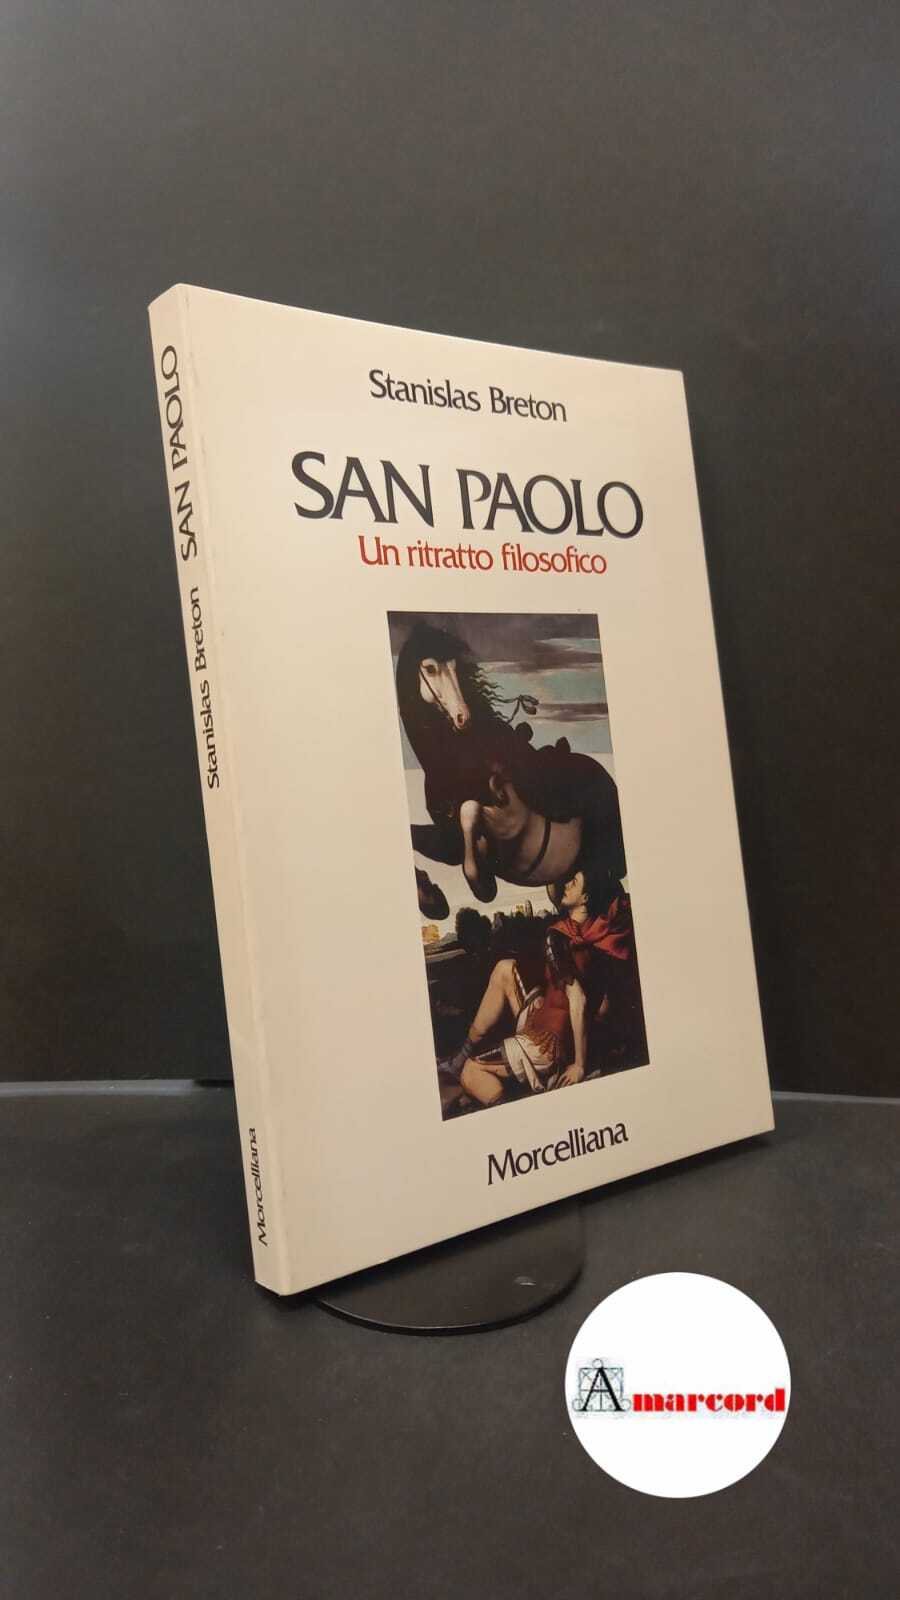 Stanislas Breton
SAN PAOLO
Un ritratto filosofico
Morcelliana
Stanislas Breton SAN PAOLO
Morcelliana
Amarcord